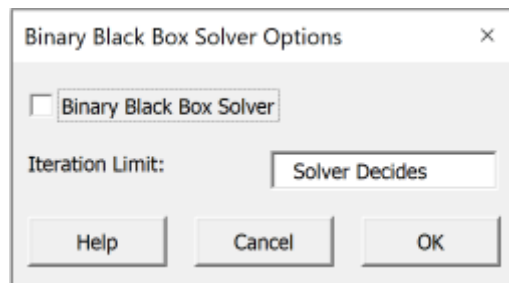 Binary Black Box Solver Options
Binary Black Box Solver
Iteration Limit: Solver Decides
Help Cancel OK